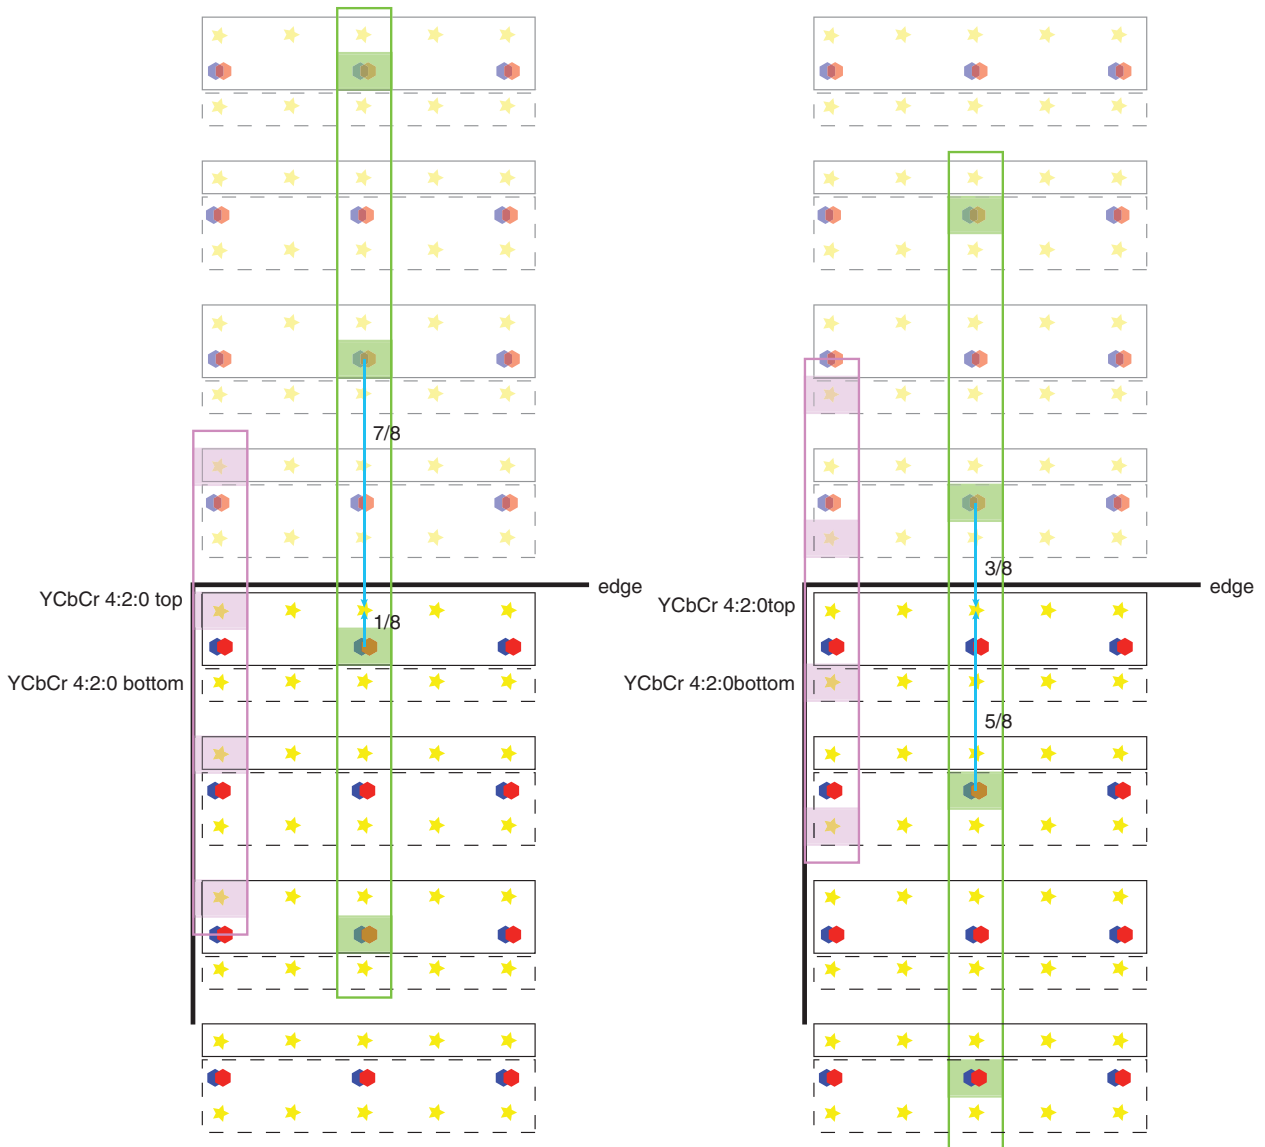 7/8
edge
YCbCr 4:2:0 top
1/8
YCbCr 4:2:0 bottom
3/8
edge
YCbCr 4:2:0top
YCbCr 4:2:0bottom
5/8